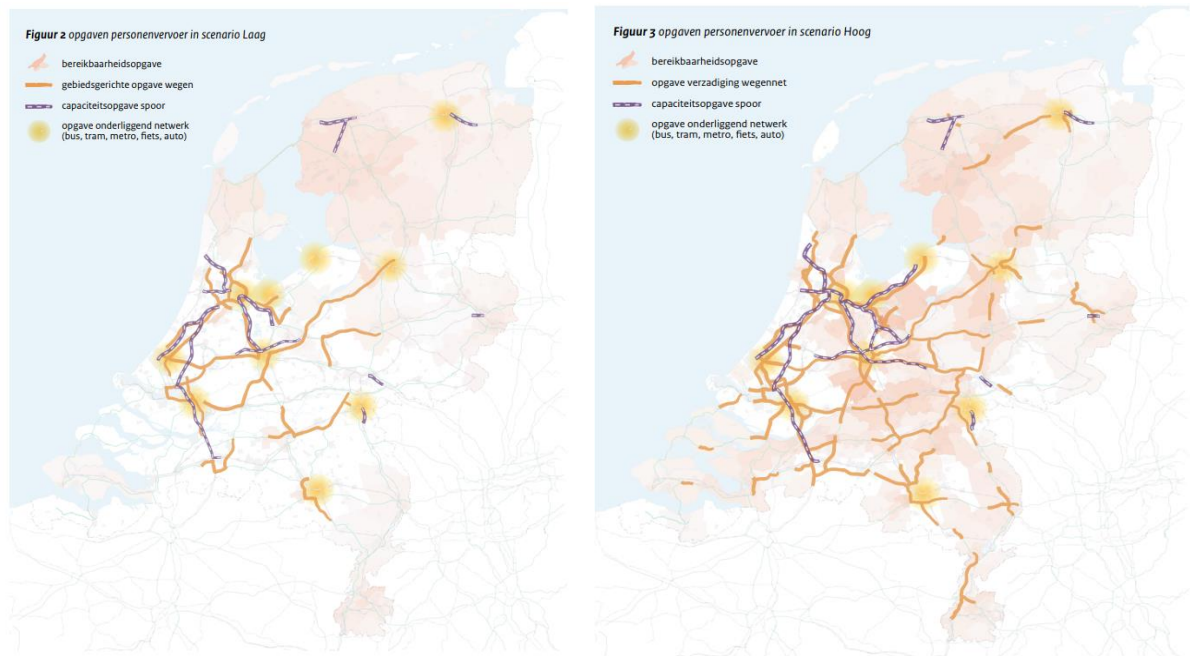 Figuur 2 opgaven personenvervoer in scenario Laag
bereikbaarheidsopgave
gebiedsgerichte opgave wegen
capaciteitsopgave spoor
opgave onderliggend netwerk
(bus, tram, metro, fiets, auto)
Figuur 3 opgaven personenvervoer in scenario Hoog
bereikbaarheidsopgave
opgave verzadiging wegennet
capaciteitsopgave spoor
opgave onderliggend netwerk
(bus, tram, metro, fiets, auto)